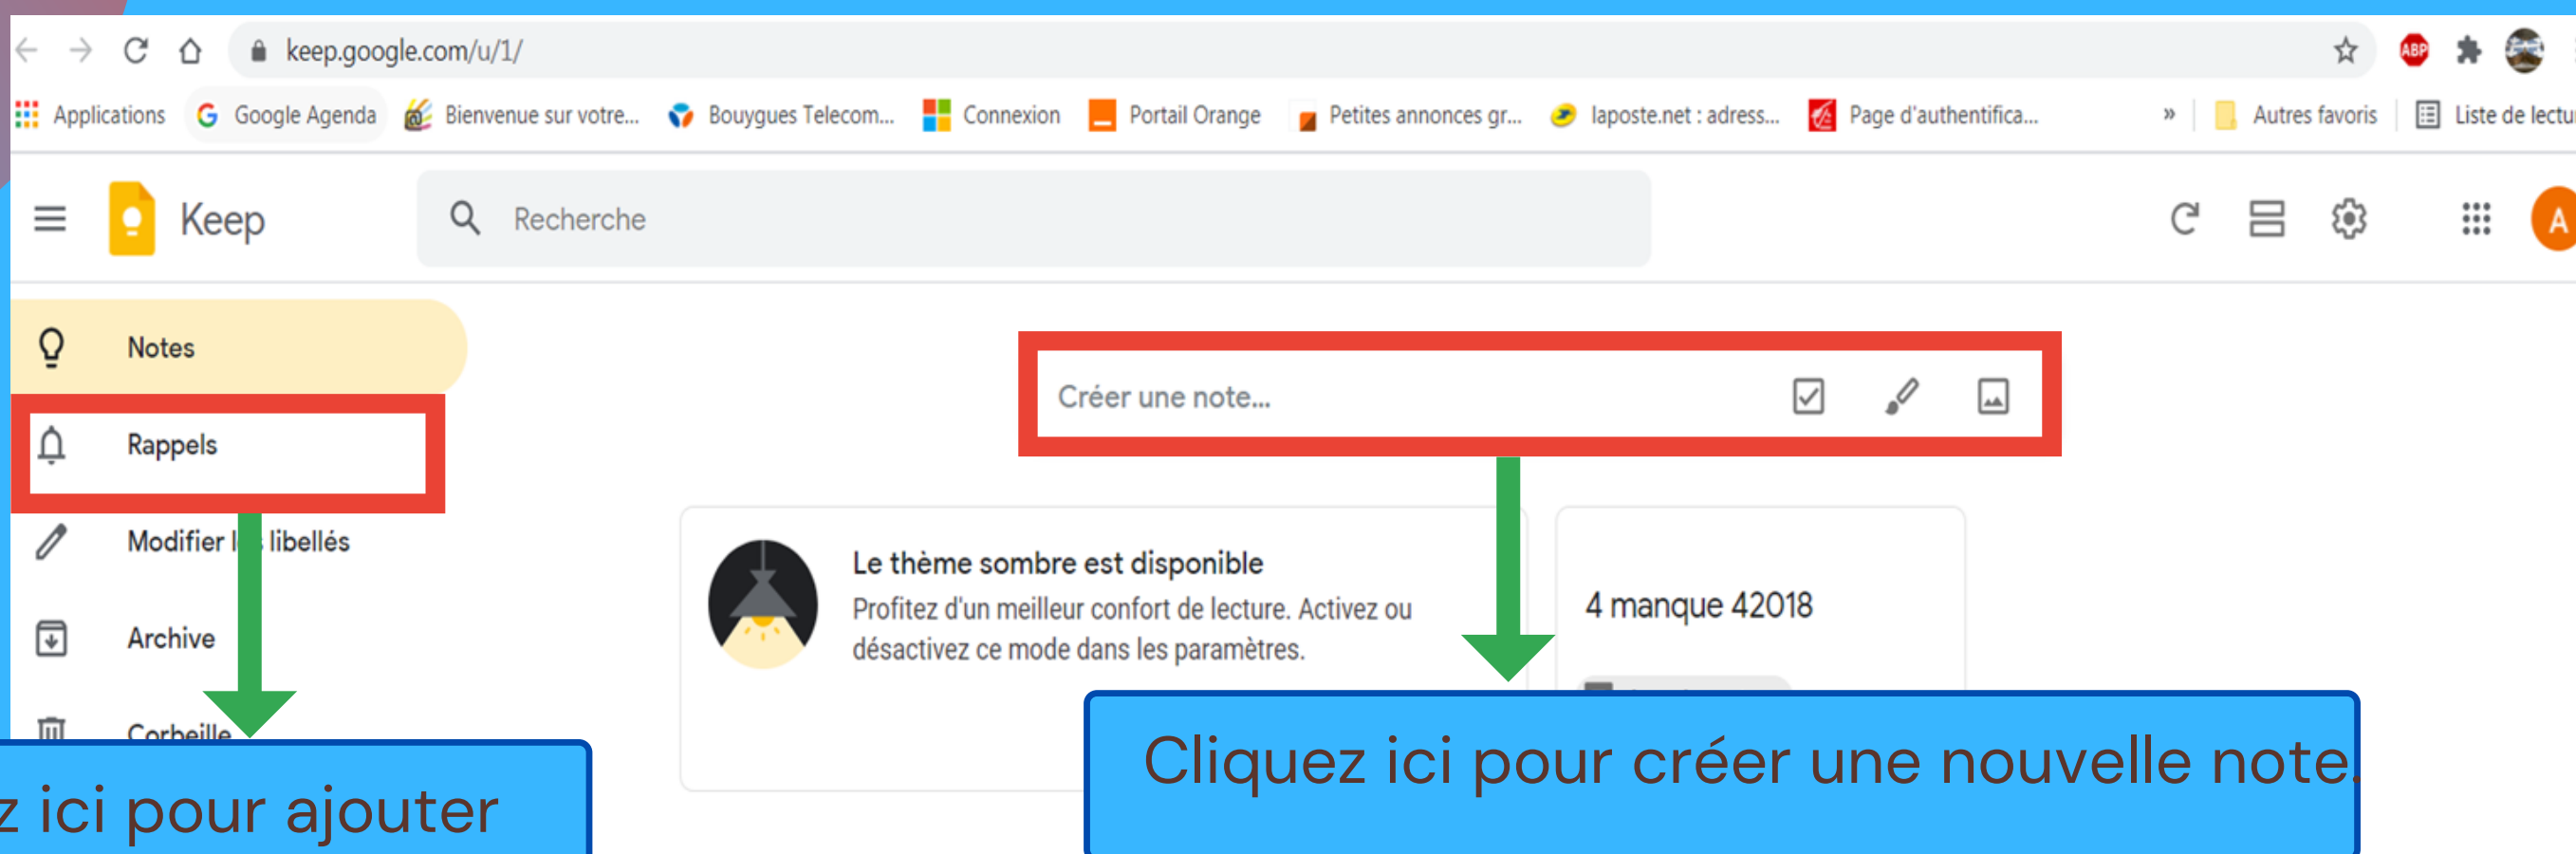 keep.google.com/u/1/
Applications Google Agenda Bienvenue sur votre... Bouygues Telecom... Connexion Portail Orange Petites annonces gr... laposte.net : adress... Page d'authentifica... » Autres favoris Liste de lectu
ABP
Keep Recherche A
Notes
Créer une note...
Rappels
Modifier libellés
Le thème sombre est disponible
Profitez d'un meilleur confort de lecture. Activez ou
désactivez ce mode dans les paramètres.
4 manque 42018
Archive
Corbeille
z ici pour ajouter
Cliquez ici pour créer une nouvelle note.